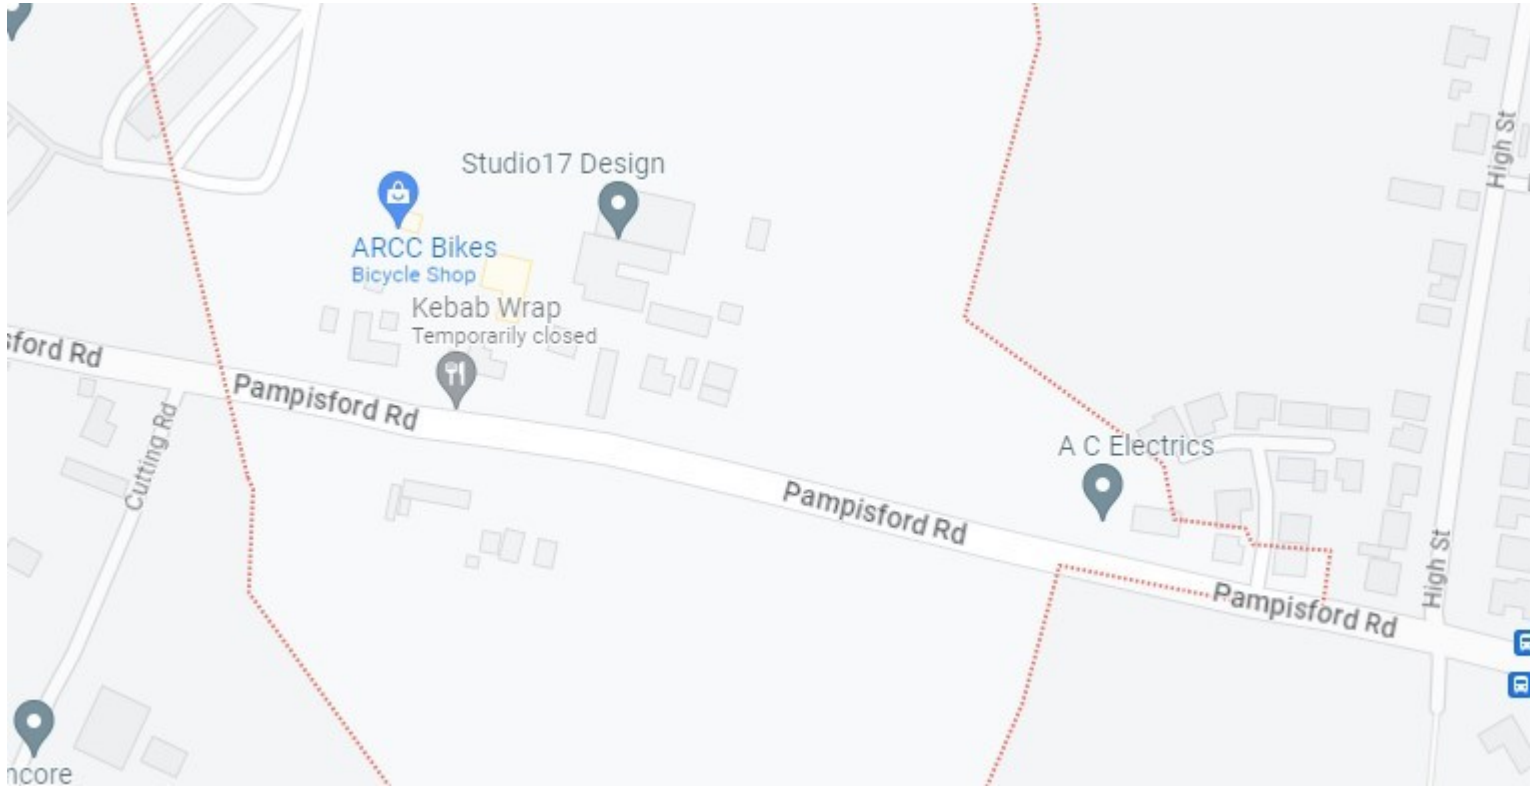 High St
Studio17 Design
ARCC Bikes
Bicycle Shop
Kebab Wrap
Temporarily closed
sford Rd
Pampisford Rd
Cutting Rd
A C Electrics
Pampisford Rd
High St
Pampisford Rd
ncore